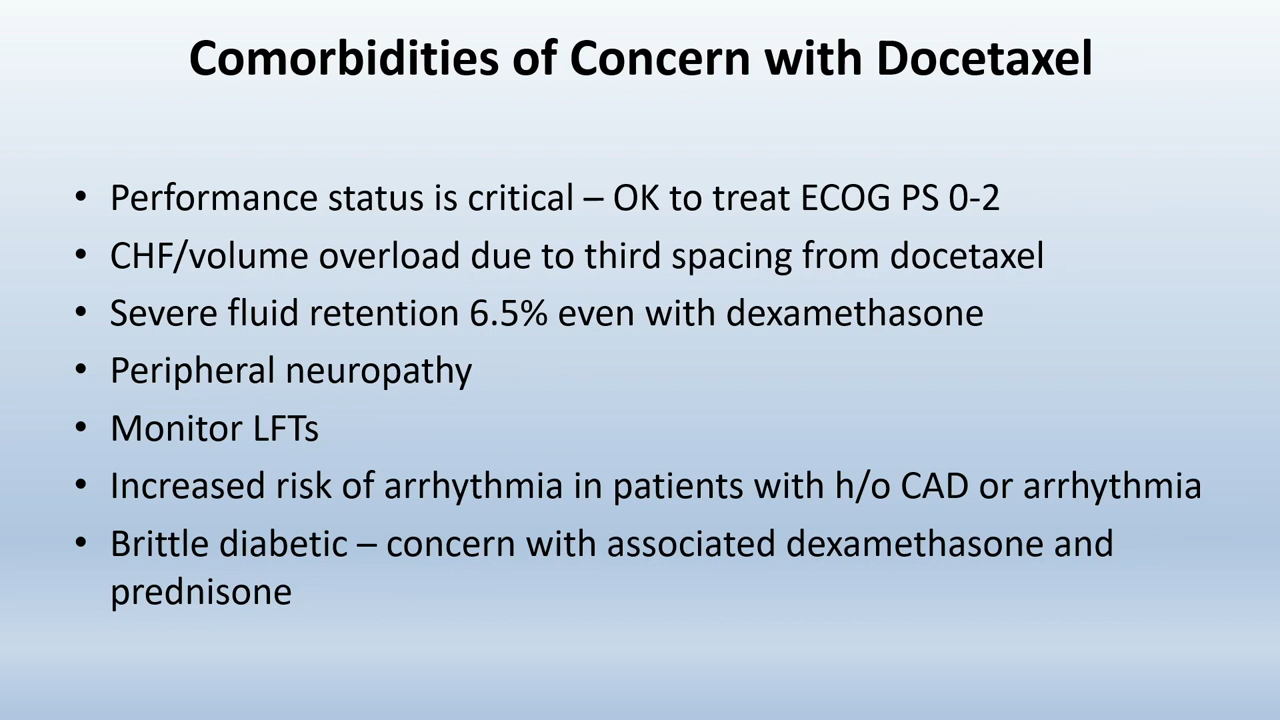 Comorbidities of Concern with Docetaxel
• Performance status is critical – OK to treat ECOG PS 0-2
• CHF/volume overload due to third spacing from docetaxel
• Severe fluid retention 6.5% even with dexamethasone
• Peripheral neuropathy
• Monitor LFTs
• Increased risk of arrhythmia in patients with h/o CAD or arrhythmia
• Brittle diabetic – concern with associated dexamethasone and
prednisone